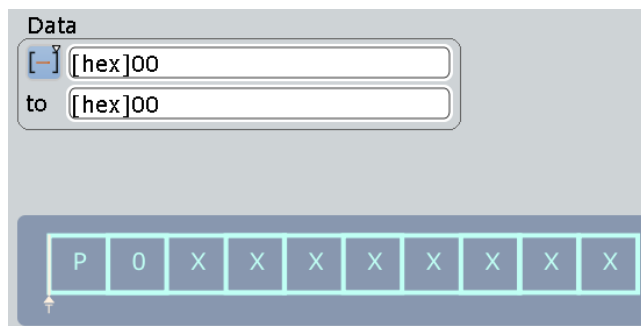 Data
[-] [hex]00
to [hex]00
P 0 X X X X X X X X
T